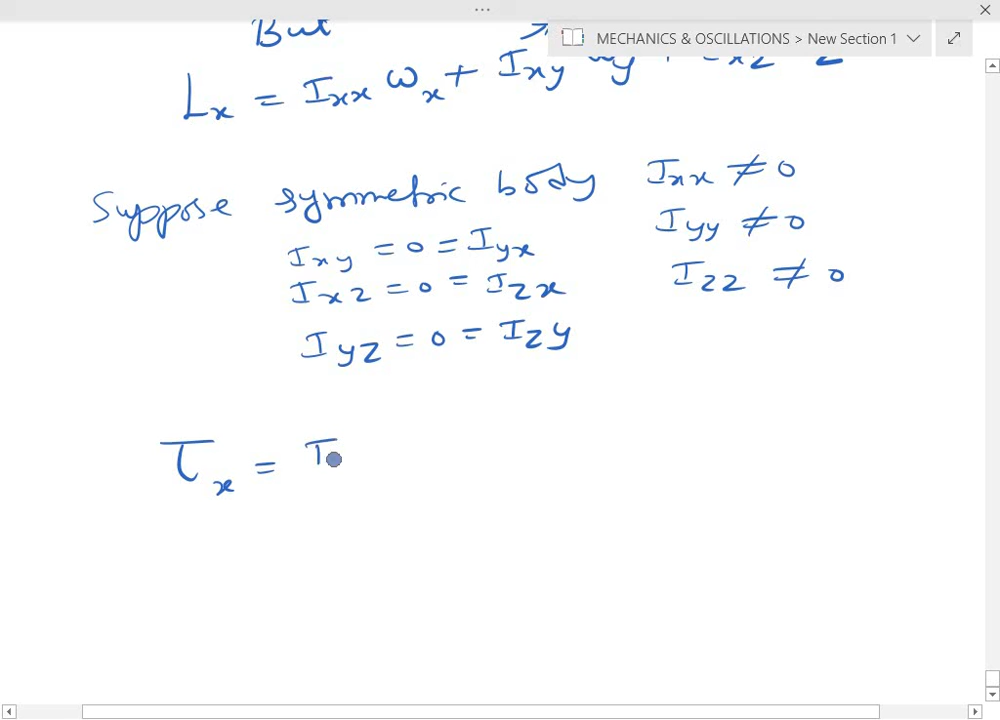 But
MECHANICS & OSCILLATIONS > New Section 1
Lx = Ixx ωx + Ixy ωy +
Suppose symmetric body Ixx ≠ 0
Ixy = 0 = Iyx Iyy ≠ 0
Ixz = 0 = Izx Izz ≠ 0
Iyz = 0 = Izy
τx = I